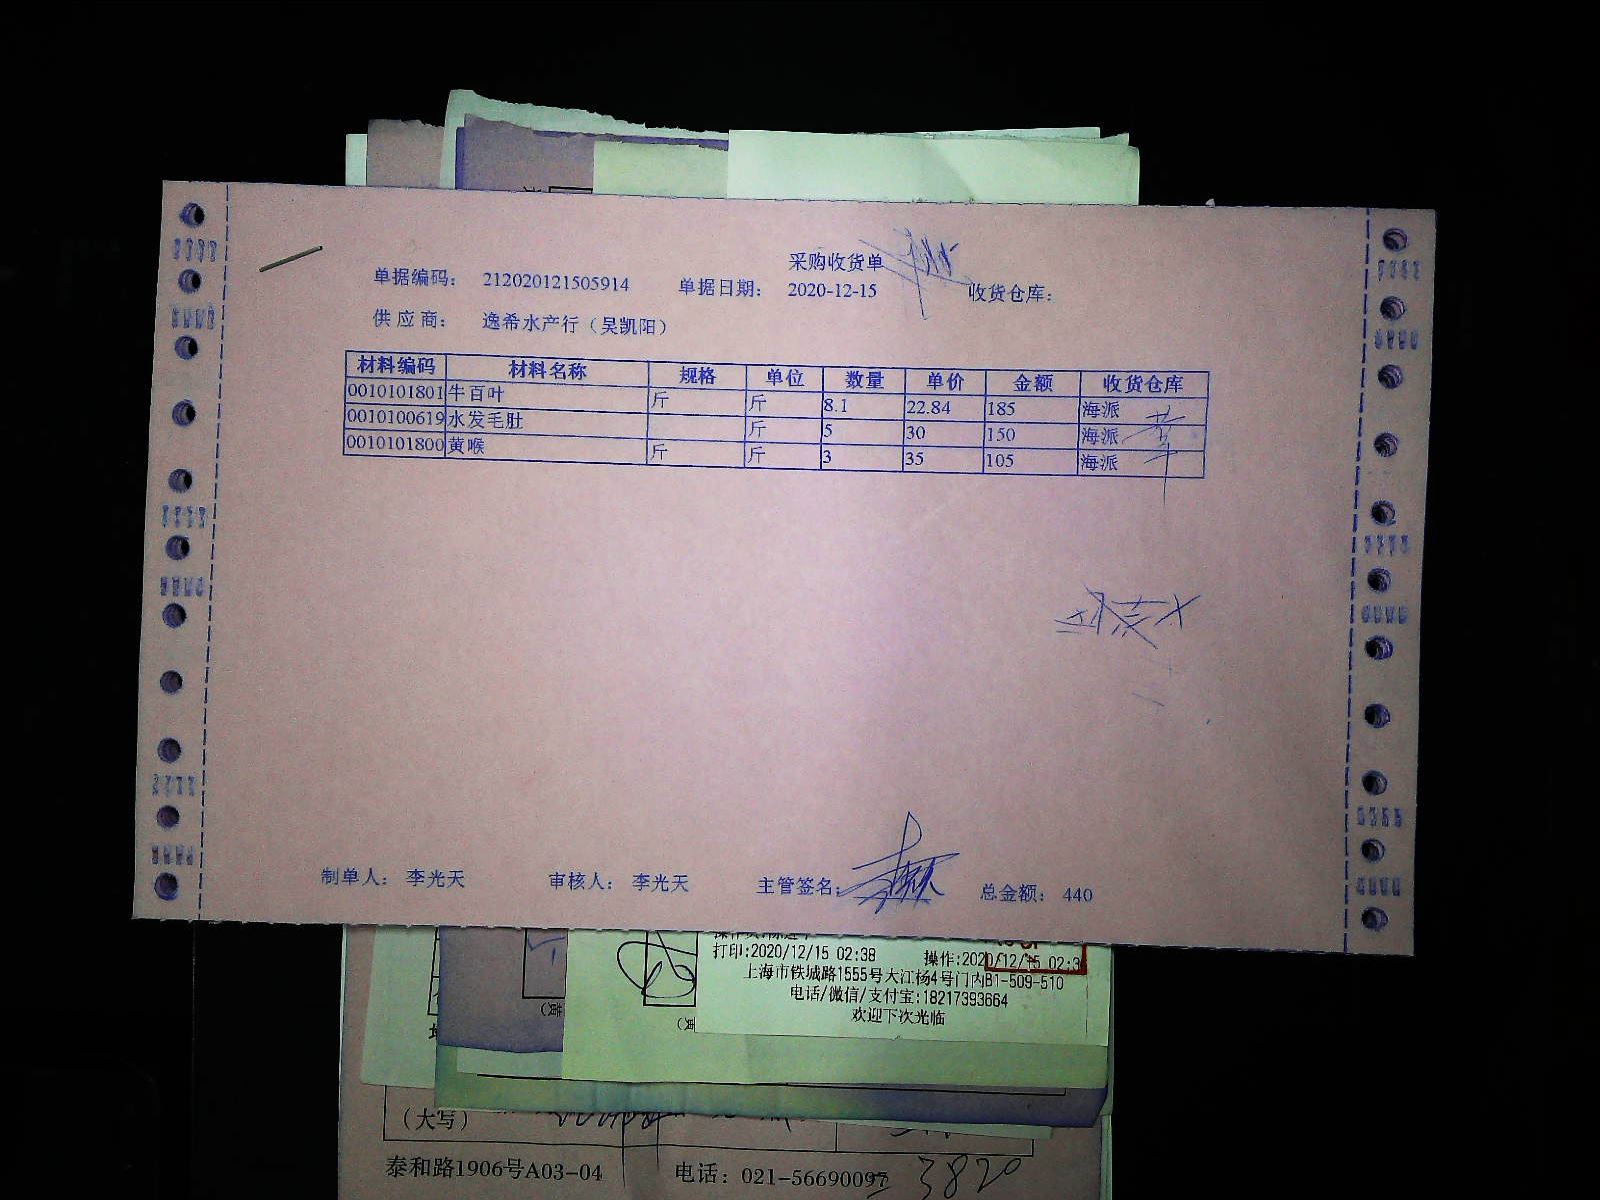 采购收货单
单据编码： 212020121505914 单据日期： 2020-12-15 收货仓库：
供应商： 逸希水产行（吴凯阳）
材料编码 材料名称 规格 单位 数量 单价 金额 收货仓库
0010101801 牛百叶 斤 斤 8.1 22.84 185 海派
0010100619 水发毛肚 斤 5 30 150 海派
0010101800 黄喉 斤 斤 3 35 105 海派
制单人： 李光天 审核人： 李光天 主管签名： 总金额： 440
打印:2020/12/15 02:38 操作:2020/12/15 02:3
上海市铁城路1555号大江杨4号门内B1-509-510
电话/微信/支付宝:18217393664
欢迎下次光临
（大写）
泰和路1906号A03-04 电话：021-56690097
3820